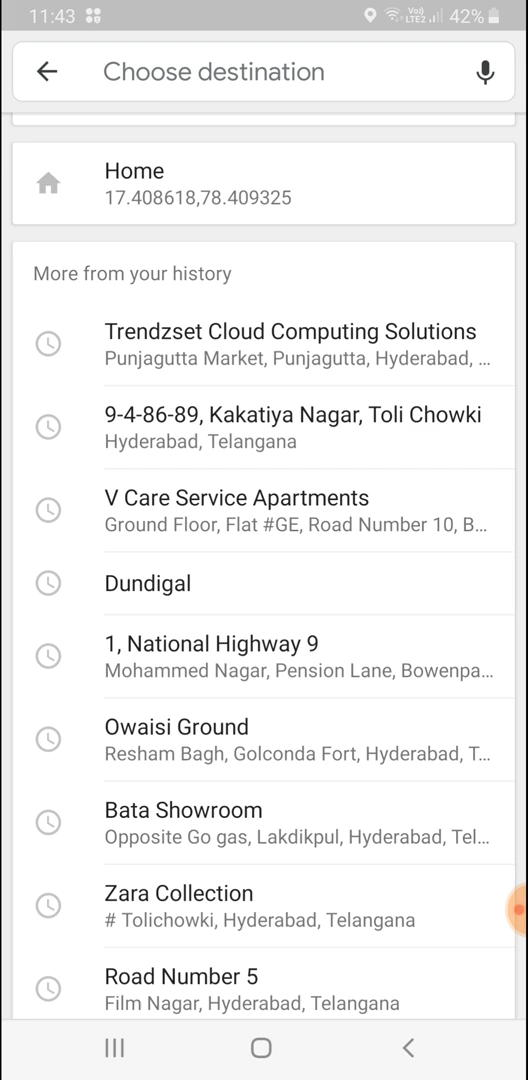 11:43 42%
Choose destination
Home
17.408618,78.409325
More from your history
Trendzset Cloud Computing Solutions
Punjagutta Market, Punjagutta, Hyderabad, ...
9-4-86-89, Kakatiya Nagar, Toli Chowki
Hyderabad, Telangana
V Care Service Apartments
Ground Floor, Flat #GE, Road Number 10, B...
Dundigal
1, National Highway 9
Mohammed Nagar, Pension Lane, Bowenpa...
Owaisi Ground
Resham Bagh, Golconda Fort, Hyderabad, T...
Bata Showroom
Opposite Go gas, Lakdikpul, Hyderabad, Tel...
Zara Collection
# Tolichowki, Hyderabad, Telangana
Road Number 5
Film Nagar, Hyderabad, Telangana